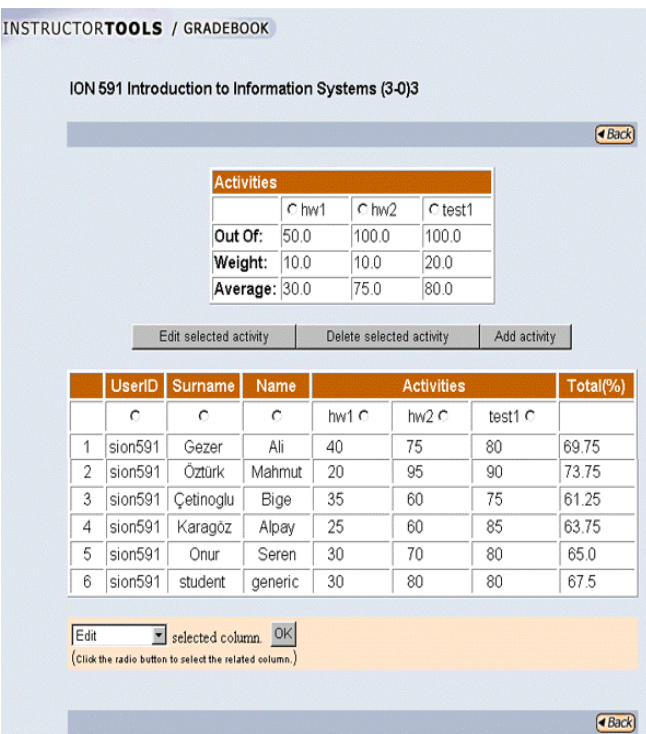 INSTRUCTORTOOLS / GRADEBOOK
ION 591 Introduction to Information Systems (3-0)3
Back
Activities
hw1 hw2 test1
Out Of: 50.0 100.0 100.0
Weight: 10.0 10.0 20.0
Average: 30.0 75.0 80.0
Edit selected activity Delete selected activity Add activity
UserID Surname Name Activities Total(%)
hw1 hw2 test1
1 sion591 Gezer Ali 40 75 80 69.75
2 sion591 Öztürk Mahmut 20 95 90 73.75
3 sion591 Çetinoglu Bige 35 60 75 61.25
4 sion591 Karagöz Alpay 25 60 85 63.75
5 sion591 Onur Seren 30 70 80 65.0
6 sion591 student generic 30 80 80 67.5
Edit selected column. OK
(Click the radio button to select the related column.)
Back